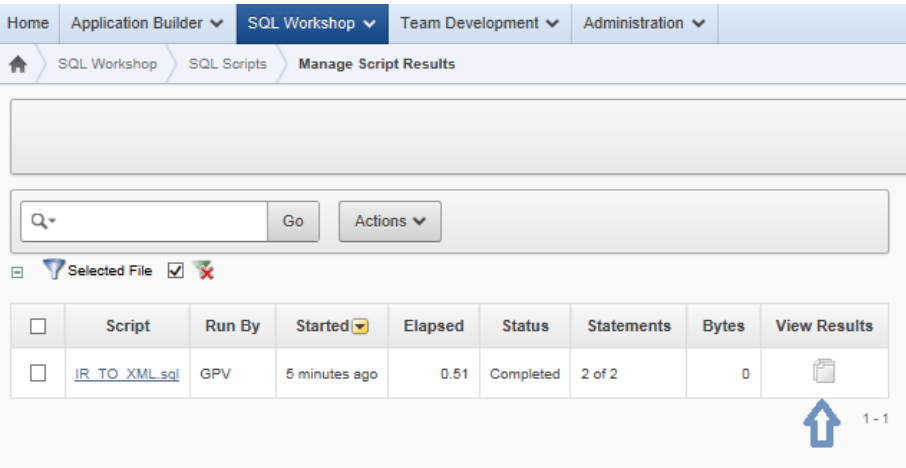 Home Application Builder SQL Workshop Team Development Administration
SQL Workshop SQL Scripts Manage Script Results
Go Actions
Selected File
Script Run By Started Elapsed Status Statements Bytes View Results
IR_TO_XML.sql GPV 5 minutes ago 0.51 Completed 2 of 2 0
1 - 1